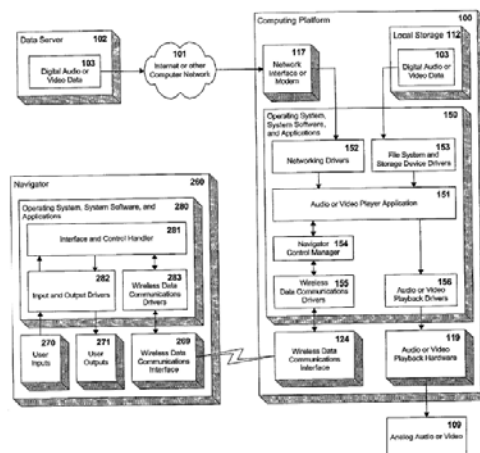 Computing Platform 100
Data Server 102
103
Digital Audio or
Video Data
101
Internet or other
Computer Network
117
Network
Interface or
Modem
Local Storage 112
103
Digital Audio or
Video Data
Operating System,
System Software,
and Applications
150
152
Networking Drivers
153
File System and
Storage Device Drivers
151
Audio or Video Player Application
154
Navigator
Control Manager
155
Wireless
Data Communications
Drivers
156
Audio or Video
Playback Drivers
124
Wireless Data
Communications
Interface
119
Audio or Video
Playback Hardware
109
Analog Audio or Video
Navigator 260
Operating System, System Software, and
Applications
280
281
Interface and Control Handler
282
Input and Output Drivers
283
Wireless Data
Communications
Drivers
270
User
Inputs
271
User
Outputs
269
Wireless Data
Communications
Interface